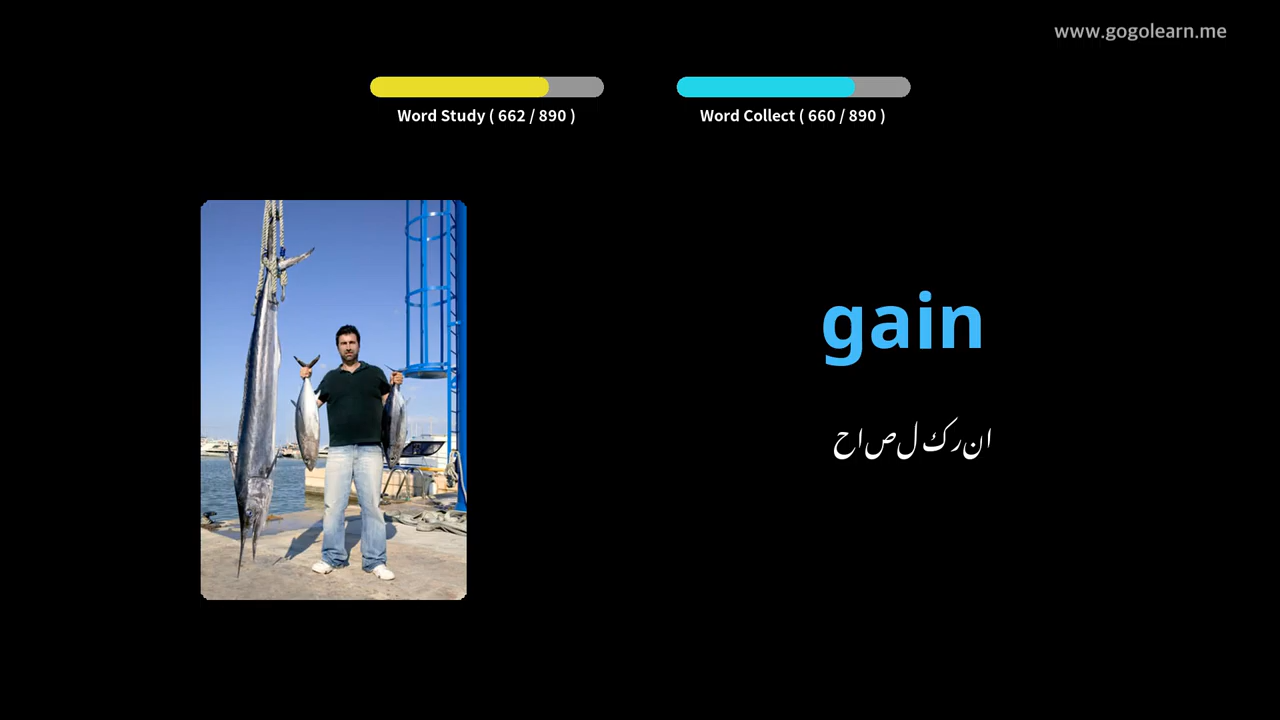 www.gogolearn.me
Word Study ( 662 / 890 )
Word Collect ( 660 / 890 )
gain
حاصل کرنا